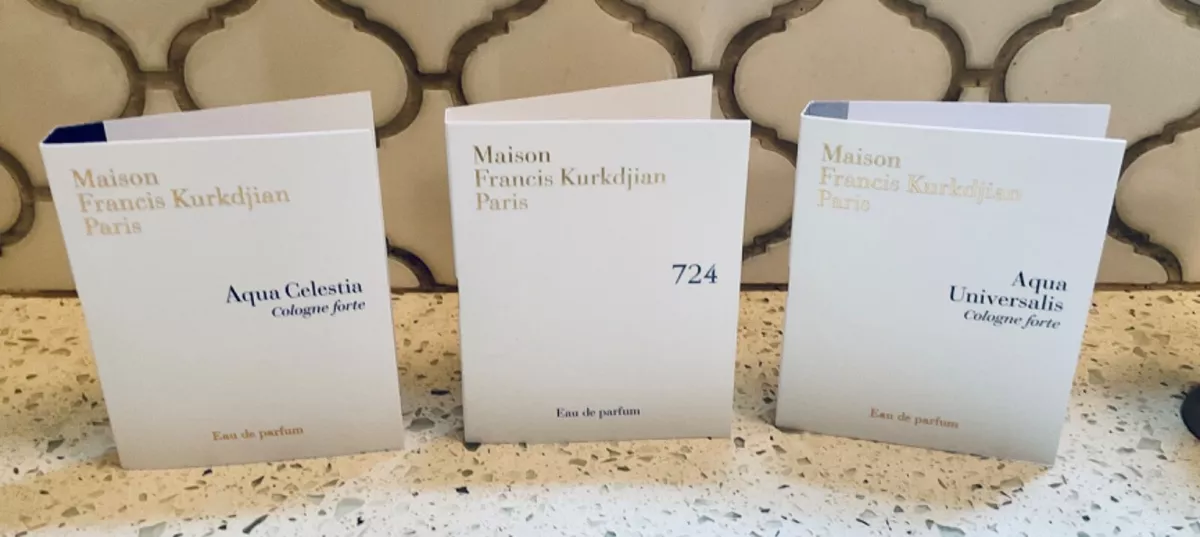 Maison
Francis Kurkdjian
Paris
Aqua Celestia
Cologne forte
Eau de parfum
Maison
Francis Kurkdjian
Paris
724
Eau de parfum
Maison
Francis Kurkdjian
Paris
Aqua
Universalis
Cologne forte
Eau de parfum